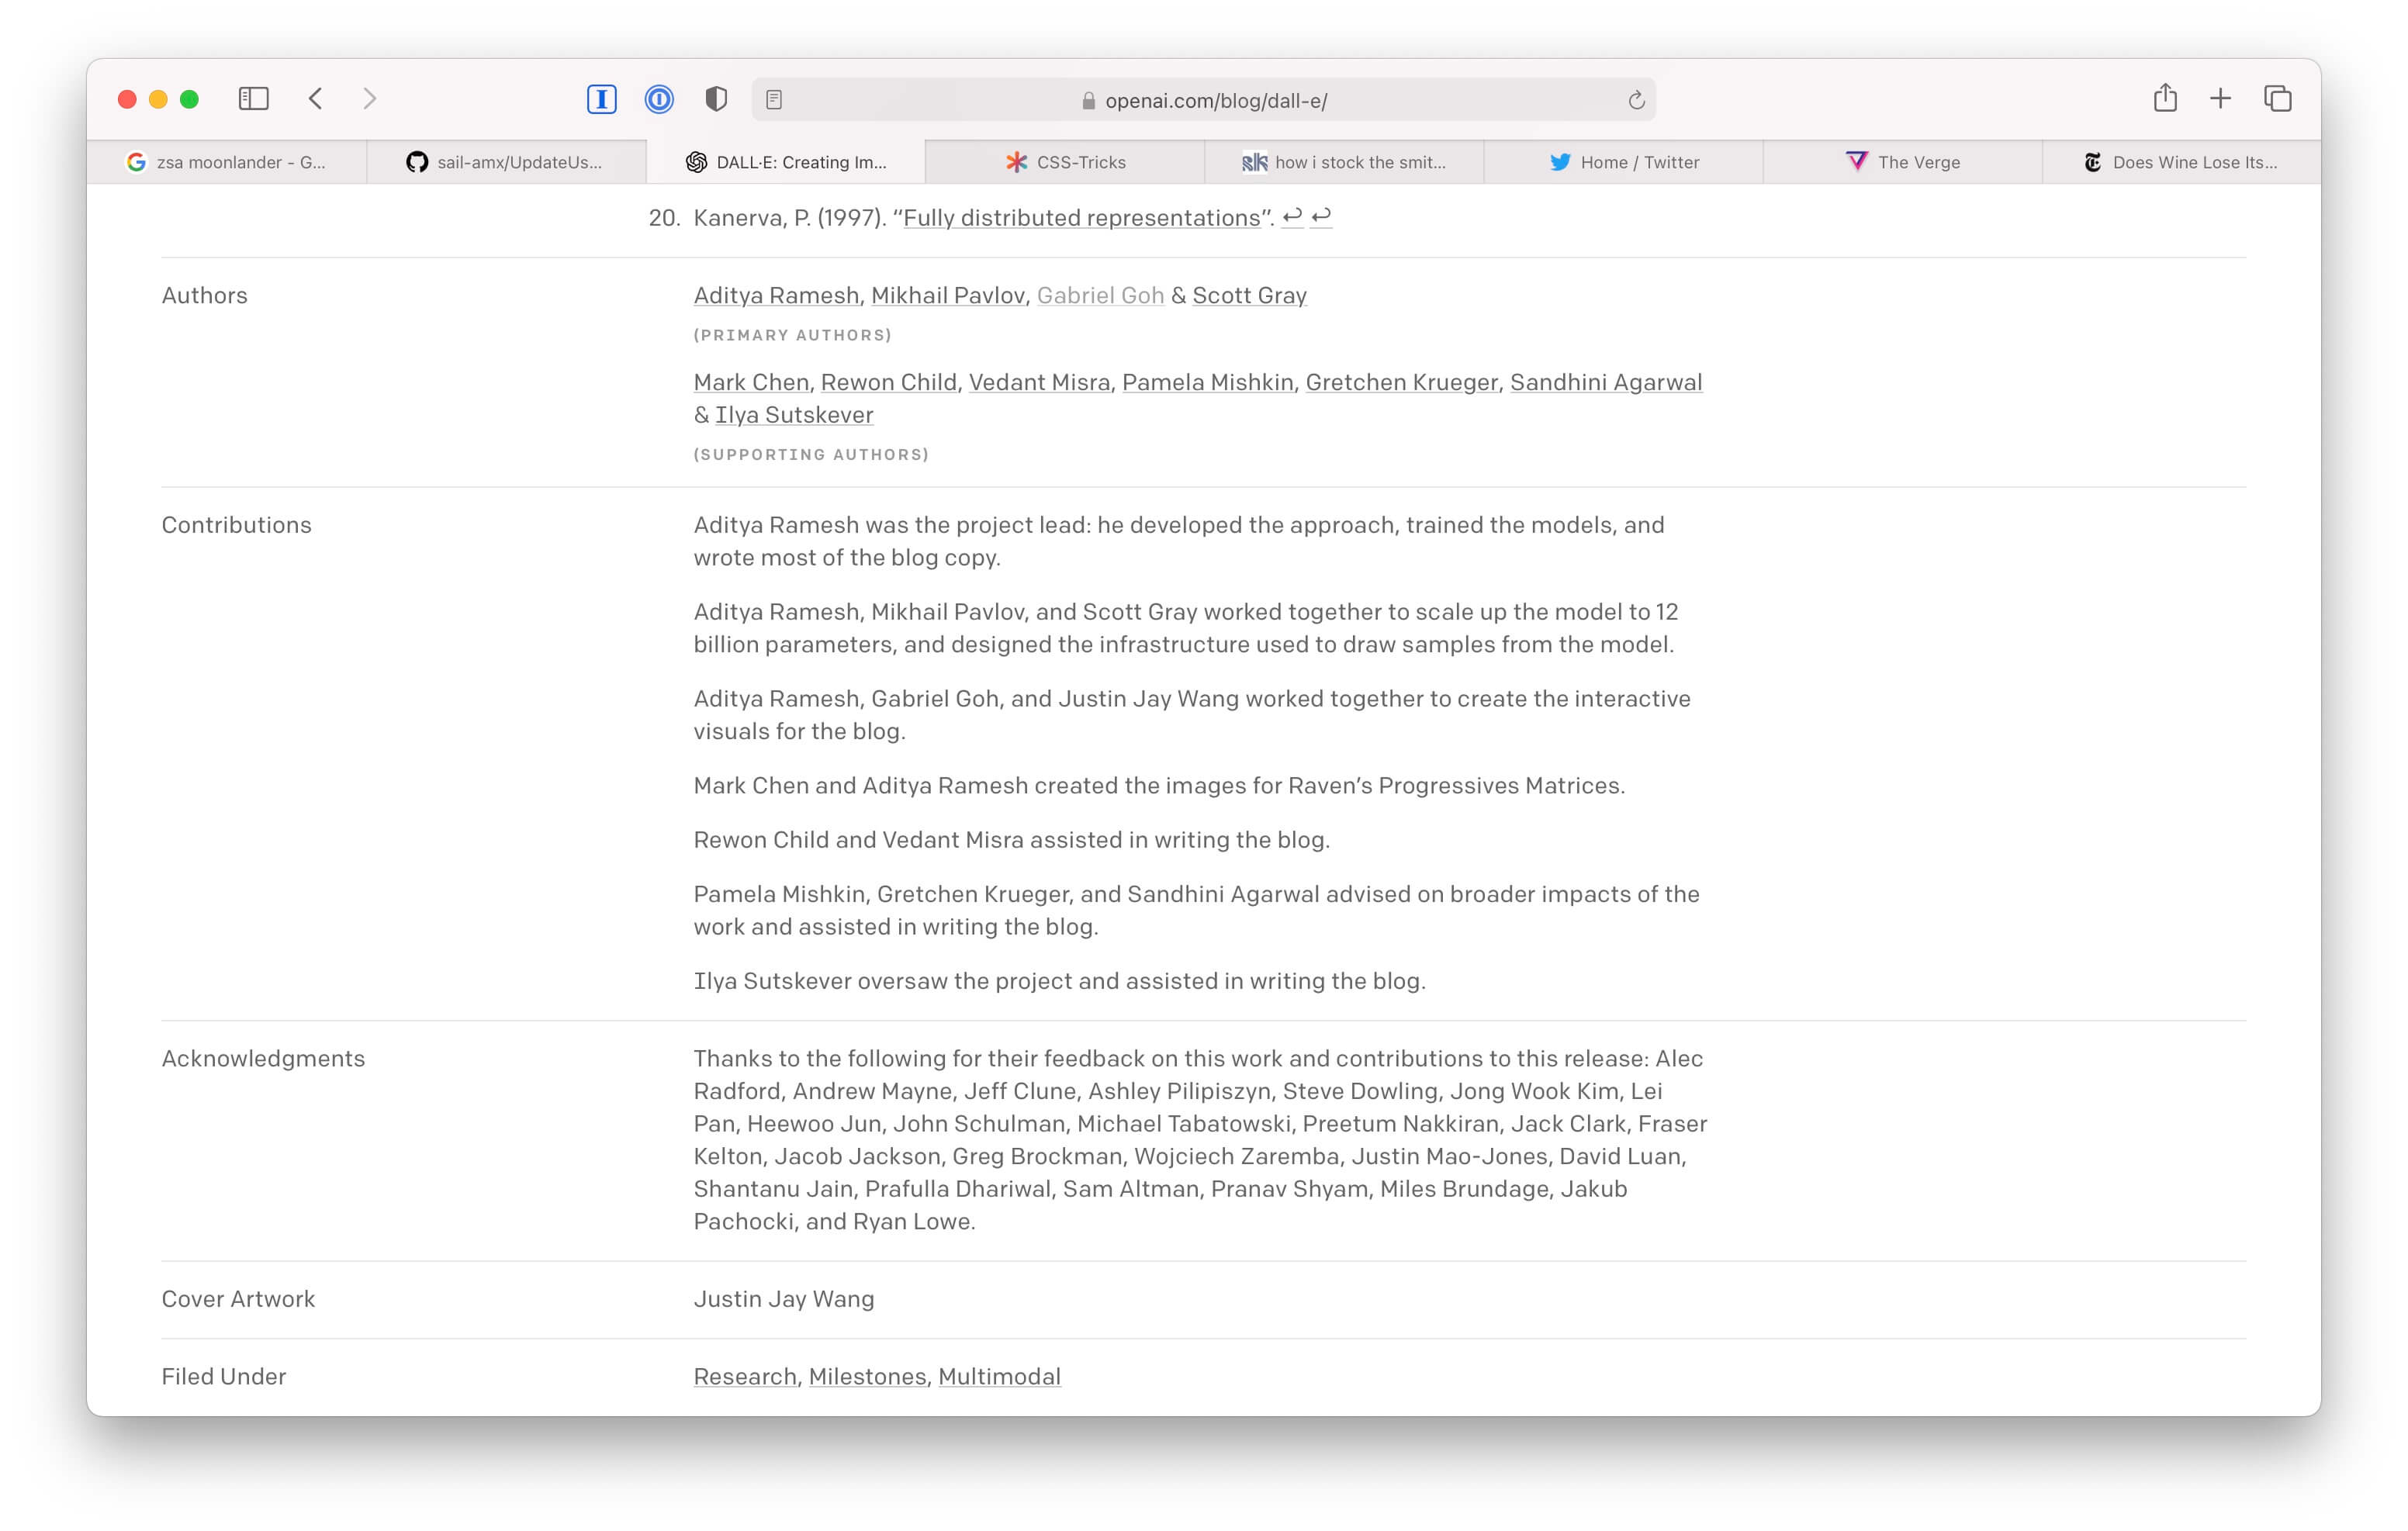 openai.com/blog/dall-e/
zsa moonlander - G...
sail-amx/UpdateUs...
DALL·E: Creating Im...
CSS-Tricks
how i stock the smit...
Home / Twitter
The Verge
Does Wine Lose Its...
20. Kanerva, P. (1997). “Fully distributed representations”. ↩ ↩
Authors
Aditya Ramesh, Mikhail Pavlov, Gabriel Goh & Scott Gray
(PRIMARY AUTHORS)
Mark Chen, Rewon Child, Vedant Misra, Pamela Mishkin, Gretchen Krueger, Sandhini Agarwal
& Ilya Sutskever
(SUPPORTING AUTHORS)
Contributions
Aditya Ramesh was the project lead: he developed the approach, trained the models, and
wrote most of the blog copy.
Aditya Ramesh, Mikhail Pavlov, and Scott Gray worked together to scale up the model to 12
billion parameters, and designed the infrastructure used to draw samples from the model.
Aditya Ramesh, Gabriel Goh, and Justin Jay Wang worked together to create the interactive
visuals for the blog.
Mark Chen and Aditya Ramesh created the images for Raven’s Progressives Matrices.
Rewon Child and Vedant Misra assisted in writing the blog.
Pamela Mishkin, Gretchen Krueger, and Sandhini Agarwal advised on broader impacts of the
work and assisted in writing the blog.
Ilya Sutskever oversaw the project and assisted in writing the blog.
Acknowledgments
Thanks to the following for their feedback on this work and contributions to this release: Alec
Radford, Andrew Mayne, Jeff Clune, Ashley Pilipiszyn, Steve Dowling, Jong Wook Kim, Lei
Pan, Heewoo Jun, John Schulman, Michael Tabatowski, Preetum Nakkiran, Jack Clark, Fraser
Kelton, Jacob Jackson, Greg Brockman, Wojciech Zaremba, Justin Mao-Jones, David Luan,
Shantanu Jain, Prafulla Dhariwal, Sam Altman, Pranav Shyam, Miles Brundage, Jakub
Pachocki, and Ryan Lowe.
Cover Artwork
Justin Jay Wang
Filed Under
Research, Milestones, Multimodal